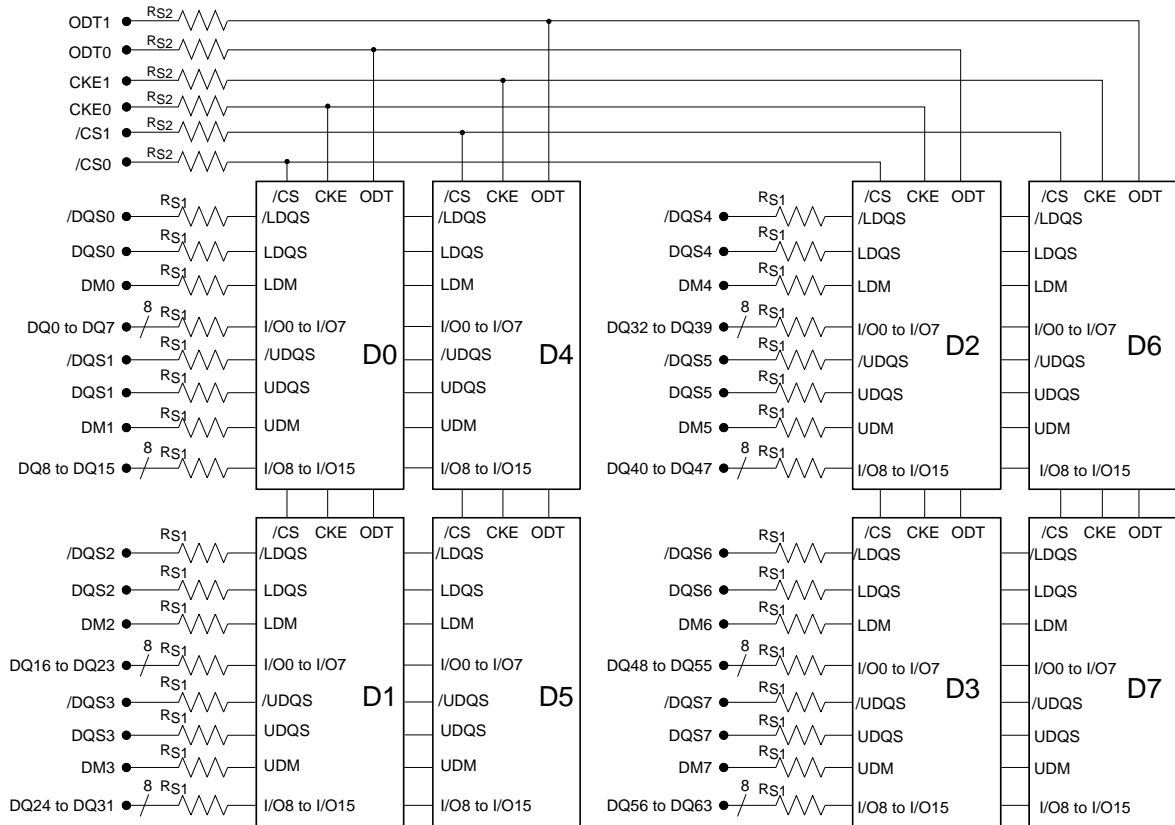 ODT1 RS2
ODT0 RS2
CKE1 RS2
CKE0 RS2
/CS1 RS2
/CS0 RS2
/CS CKE ODT
/CS CKE ODT
/CS CKE ODT
/CS CKE ODT
/DQS0 RS1 /LDQS /LDQS /DQS4 RS1 /LDQS /LDQS
DQS0 RS1 LDQS LDQS DQS4 RS1 LDQS LDQS
DM0 RS1 LDM LDM DM4 RS1 LDM LDM
DQ0 to DQ7 8 RS1 I/O0 to I/O7 I/O0 to I/O7 DQ32 to DQ39 8 RS1 I/O0 to I/O7 I/O0 to I/O7
D0 D4 D2 D6
/DQS1 RS1 /UDQS /UDQS /DQS5 RS1 /UDQS /UDQS
DQS1 RS1 UDQS UDQS DQS5 RS1 UDQS UDQS
DM1 RS1 UDM UDM DM5 RS1 UDM UDM
DQ8 to DQ15 8 RS1 I/O8 to I/O15 I/O8 to I/O15 DQ40 to DQ47 8 RS1 I/O8 to I/O15 I/O8 to I/O15
/CS CKE ODT
/CS CKE ODT
/CS CKE ODT
/CS CKE ODT
/DQS2 RS1 /LDQS /LDQS /DQS6 RS1 /LDQS /LDQS
DQS2 RS1 LDQS LDQS DQS6 RS1 LDQS LDQS
DM2 RS1 LDM LDM DM6 RS1 LDM LDM
DQ16 to DQ23 8 RS1 I/O0 to I/O7 I/O0 to I/O7 DQ48 to DQ55 8 RS1 I/O0 to I/O7 I/O0 to I/O7
D1 D5 D3 D7
/DQS3 RS1 /UDQS /UDQS /DQS7 RS1 /UDQS /UDQS
DQS3 RS1 UDQS UDQS DQS7 RS1 UDQS UDQS
DM3 RS1 UDM UDM DM7 RS1 UDM UDM
DQ24 to DQ31 8 RS1 I/O8 to I/O15 I/O8 to I/O15 DQ56 to DQ63 8 RS1 I/O8 to I/O15 I/O8 to I/O15